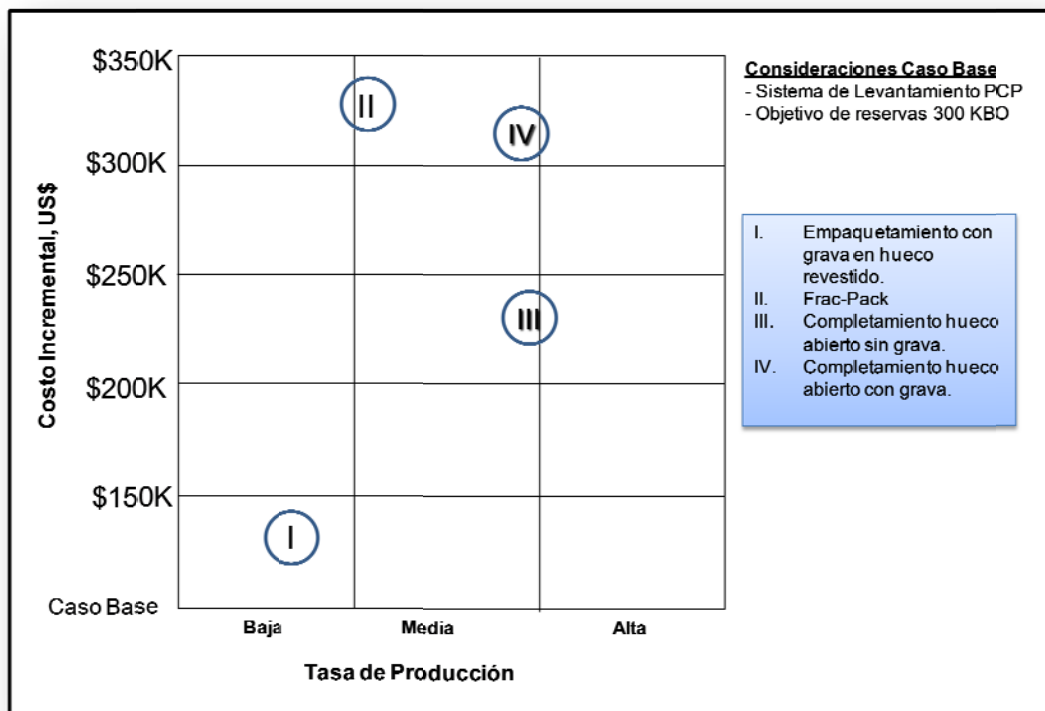 $350K
$300K
$250K
$200K
$150K
Caso Base
Costo Incremental, US$
II
IV
III
I
Baja
Media
Alta
Tasa de Producción
Consideraciones Caso Base
- Sistema de Levantamiento PCP
- Objetivo de reservas 300 KBO
I. Empaquetamiento con
grava en hueco
revestido.
II. Frac-Pack
III. Completamiento hueco
abierto sin grava.
IV. Completamiento hueco
abierto con grava.